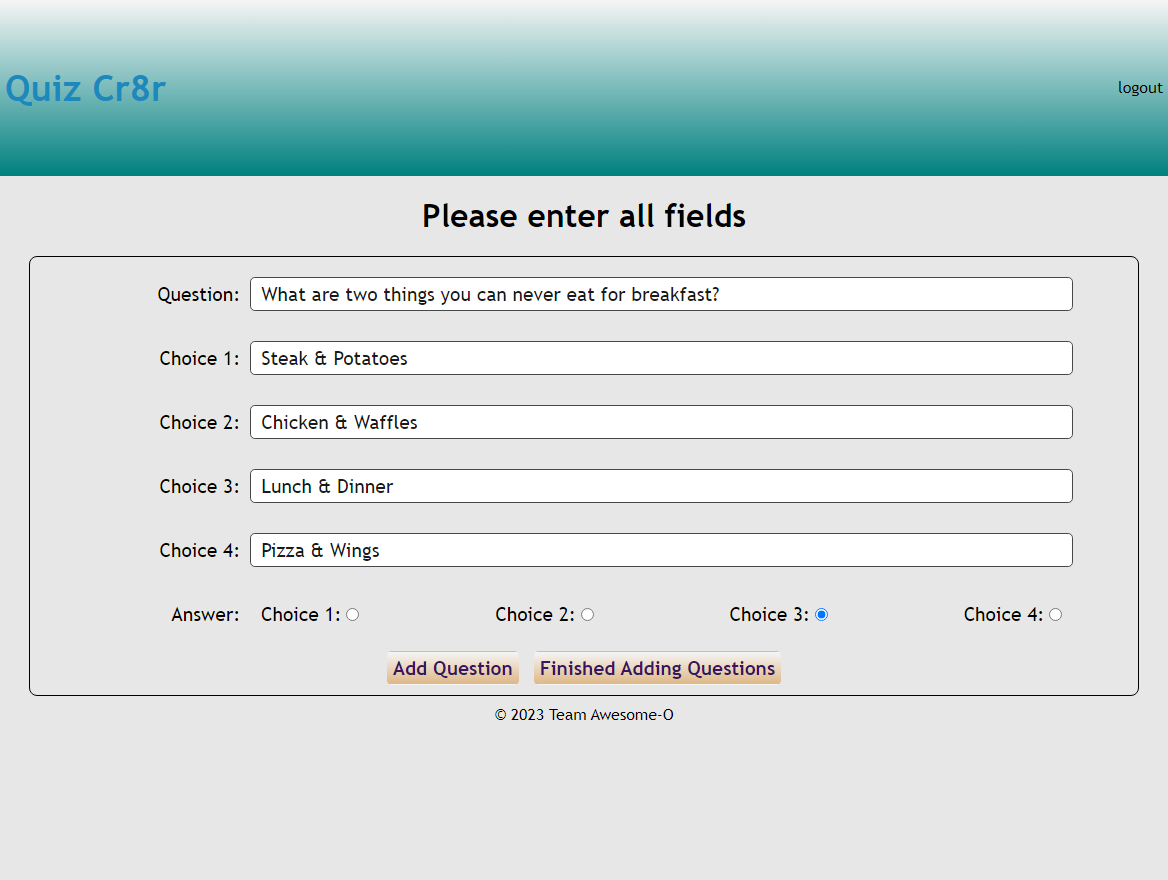 Quiz Cr8r
logout
Please enter all fields
Question: What are two things you can never eat for breakfast?
Choice 1: Steak & Potatoes
Choice 2: Chicken & Waffles
Choice 3: Lunch & Dinner
Choice 4: Pizza & Wings
Answer: Choice 1: Choice 2: Choice 3: Choice 4:
Add Question Finished Adding Questions
© 2023 Team Awesome-O